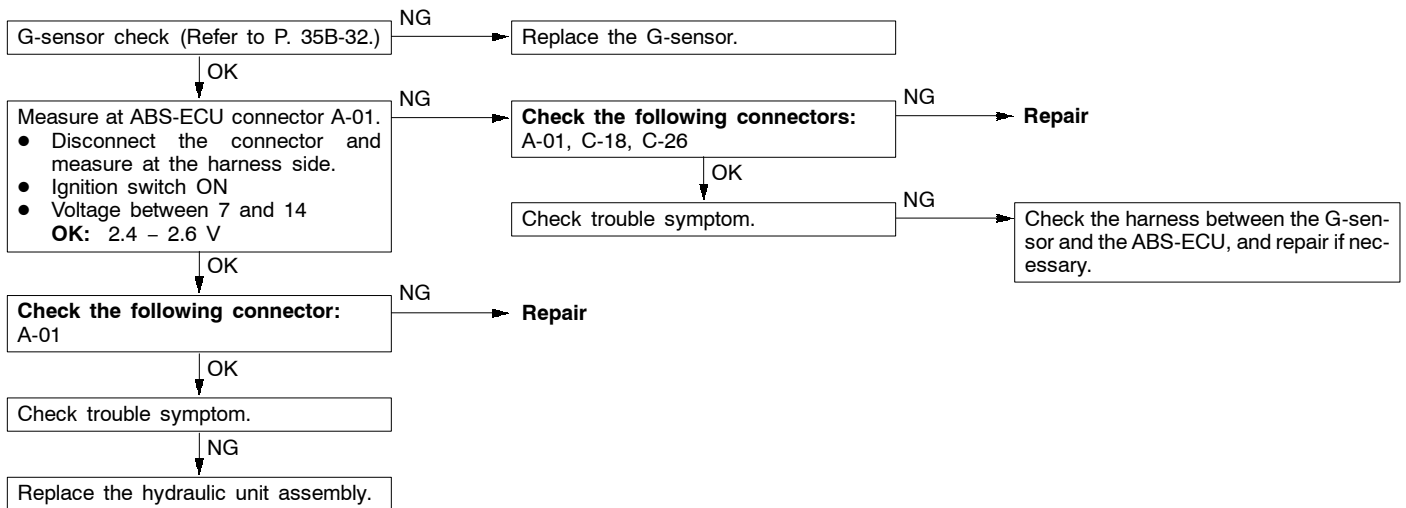 G-sensor check (Refer to P. 35B-32.)
NG
Replace the G-sensor.
OK
Measure at ABS-ECU connector A-01.
● Disconnect the connector and
measure at the harness side.
● Ignition switch ON
● Voltage between 7 and 14
OK: 2.4 – 2.6 V
NG
Check the following connectors:
A-01, C-18, C-26
NG
Repair
OK
Check trouble symptom.
NG
Check the harness between the G-sen-
sor and the ABS-ECU, and repair if nec-
essary.
OK
Check the following connector:
A-01
NG
Repair
OK
Check trouble symptom.
NG
Replace the hydraulic unit assembly.